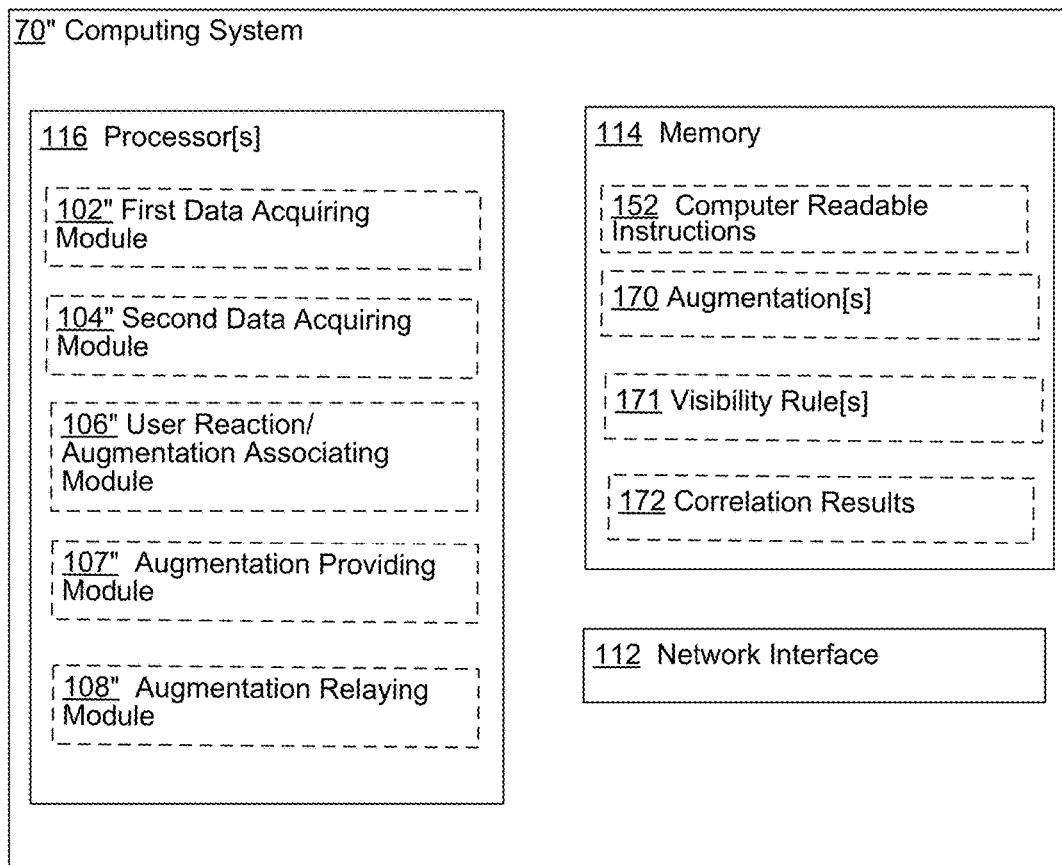 70" Computing System
116 Processor[s]
102" First Data Acquiring
Module
104" Second Data Acquiring
Module
106" User Reaction/
Augmentation Associating
Module
107" Augmentation Providing
Module
108" Augmentation Relaying
Module
114 Memory
152 Computer Readable
Instructions
170 Augmentation[s]
171 Visibility Rule[s]
172 Correlation Results
112 Network Interface